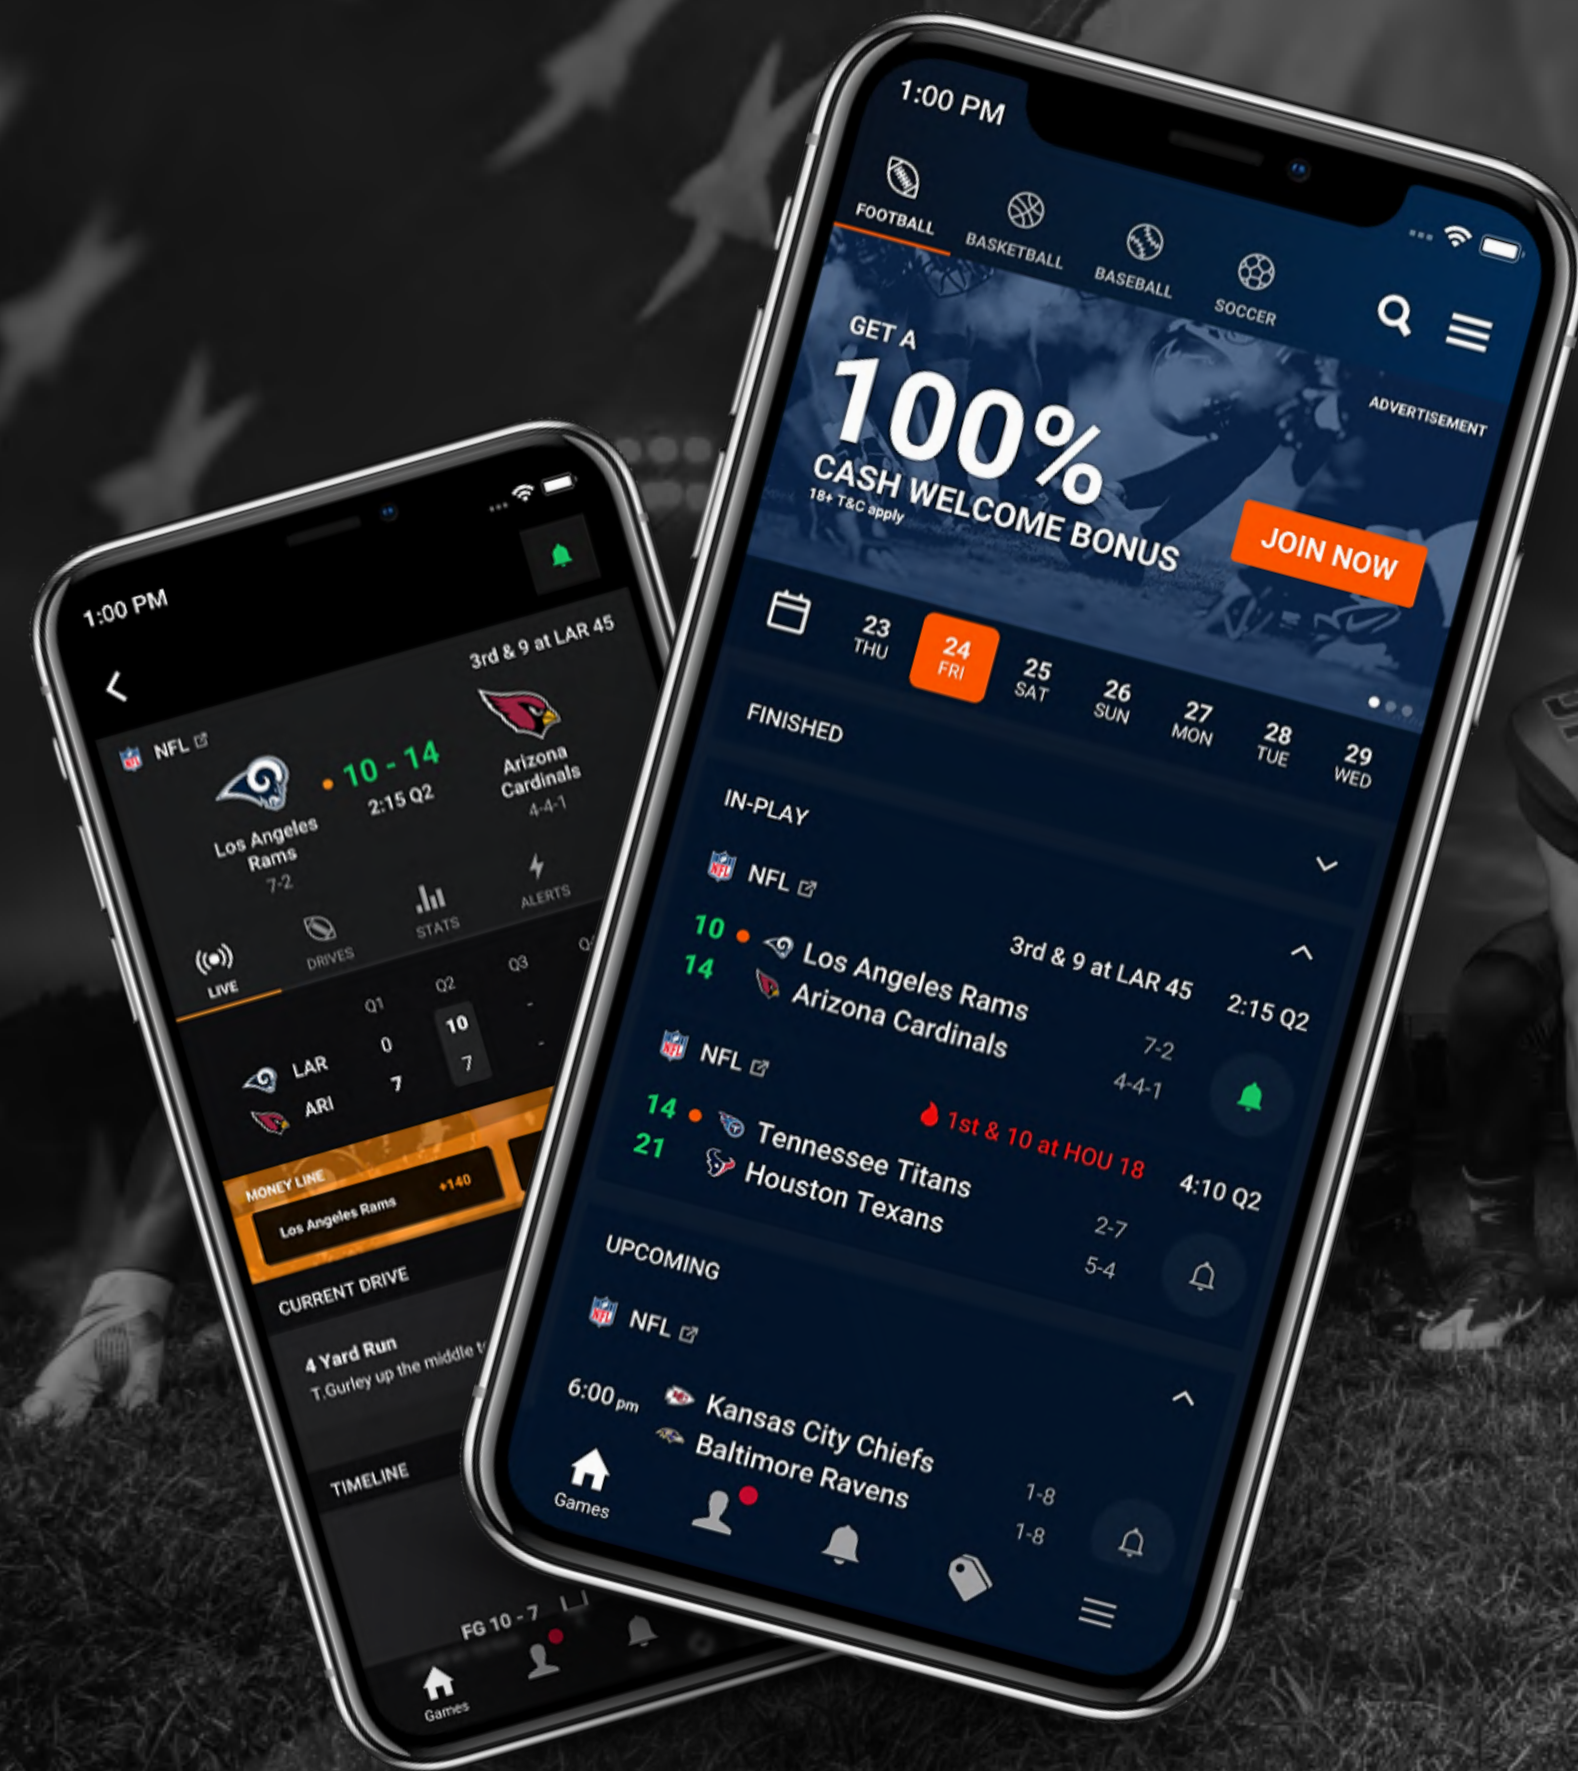 1:00 PM
FOOTBALL
BASKETBALL
BASEBALL
SOCCER
GET A
100%
CASH WELCOME BONUS
18+ T&C apply
ADVERTISEMENT
JOIN NOW
23 THU
24 FRI
25 SAT
26 SUN
27 MON
28 TUE
29 WED
FINISHED
IN-PLAY
NFL
3rd & 9 at LAR 45
2:15 Q2
10 Los Angeles Rams 7-2
14 Arizona Cardinals 4-4-1
NFL
1st & 10 at HOU 18
4:10 Q2
14 Tennessee Titans 2-7
21 Houston Texans 5-4
UPCOMING
NFL
6:00 pm
Kansas City Chiefs 1-8
Baltimore Ravens 1-8
Games
1:00 PM
3rd & 9 at LAR 45
NFL
10 - 14
2:15 Q2
Los Angeles
Rams
7-2
Arizona
Cardinals
4-4-1
LIVE
DRIVES
STATS
ALERTS
Q1 Q2 Q3
LAR 0 10 -
ARI 7 7 -
MONEY LINE
Los Angeles Rams +140
CURRENT DRIVE
4 Yard Run
T.Gurley up the middle
TIMELINE
FG 10 - 7
Games